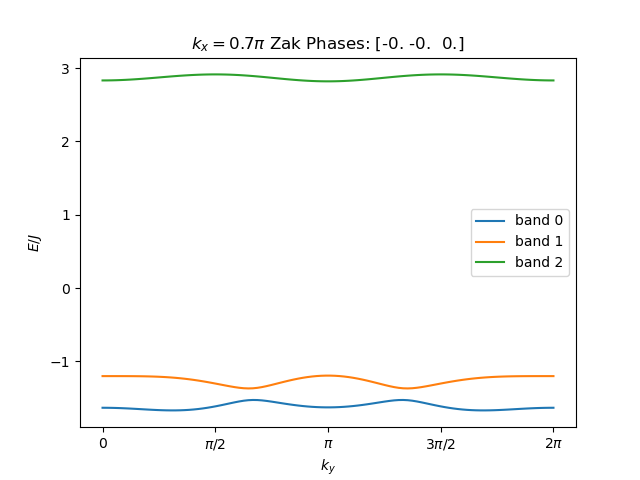 $k_x = 0.7\pi$ Zak Phases: [-0. -0.  0.]
E/J
3
2
1
0
−1
band 0
band 1
band 2
0
π/2
π
3π/2
2π
$k_y$